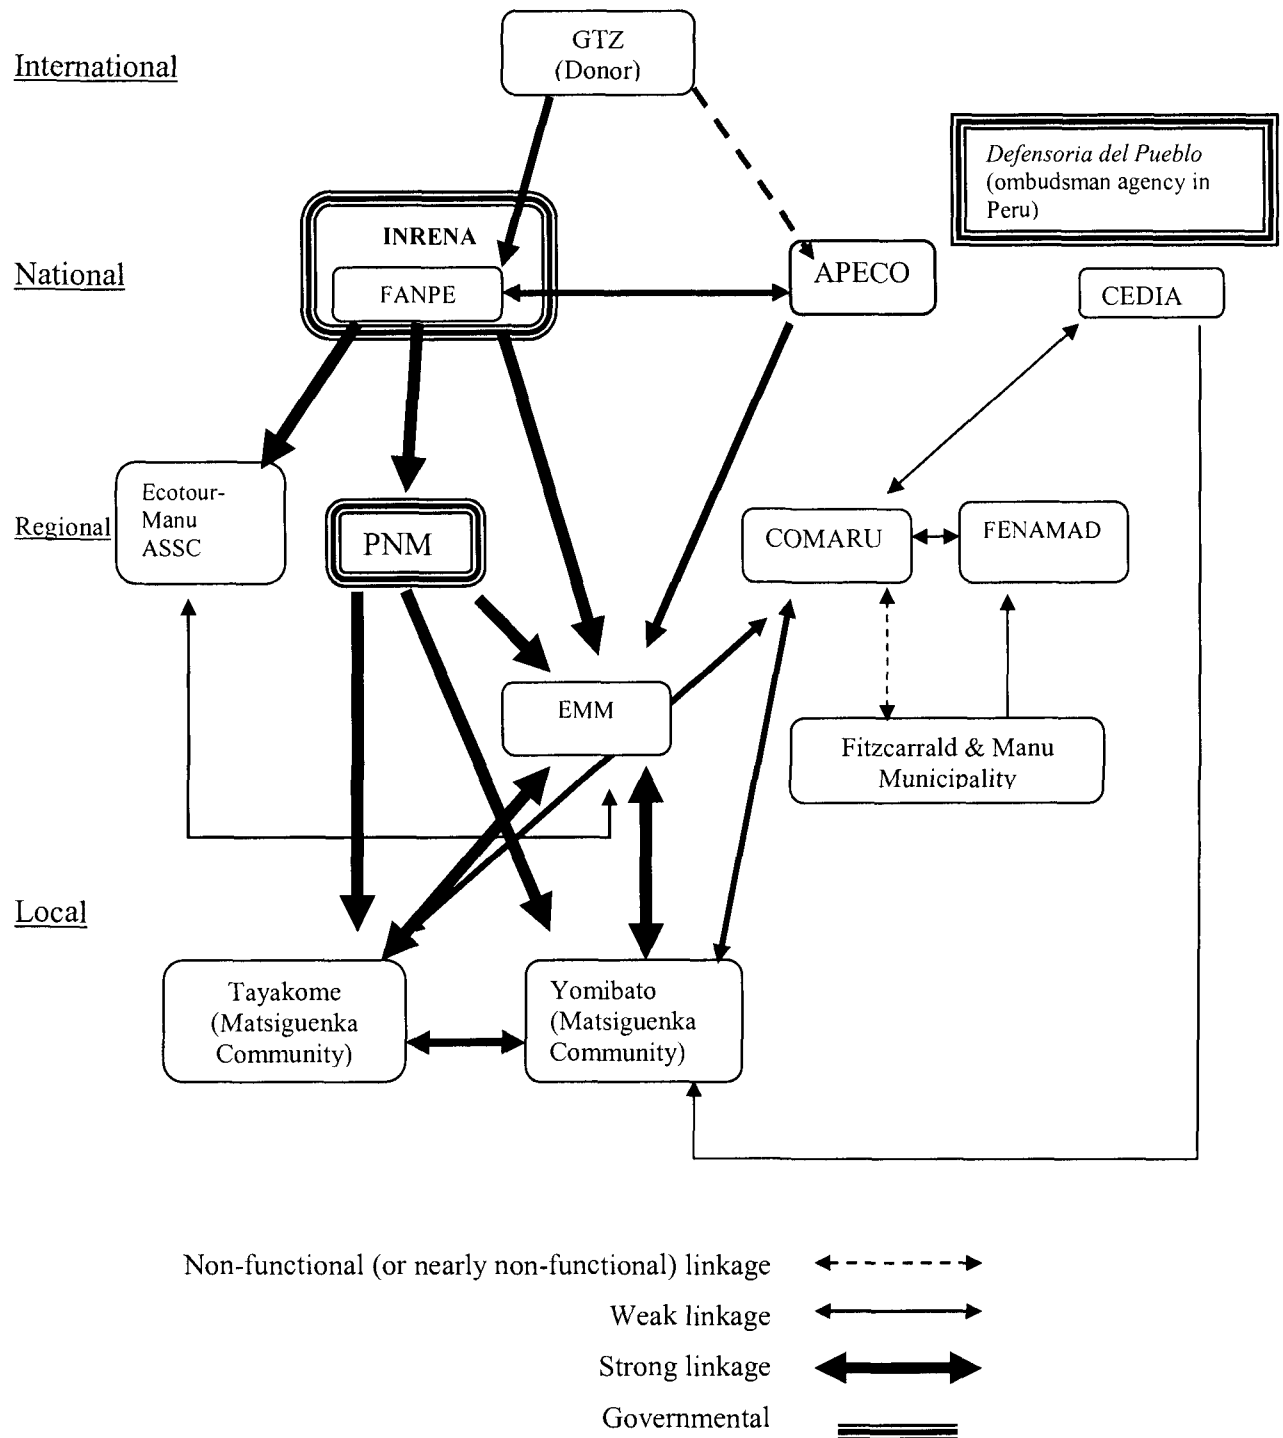 GTZ
(Donor)
International
Defensoria del Pueblo
(ombudsman agency in
Peru)
INRENA
National
FANPE
APECO
CEDIA
Ecotour-
Manu
ASSC
Regional
PNM
COMARU
FENAMAD
EMM
Fitzcarrald & Manu
Municipality
Local
Tayakome
(Matsiguenka
Community)
Yomibato
(Matsiguenka
Community)
Non-functional (or nearly non-functional) linkage
Weak linkage
Strong linkage
Governmental